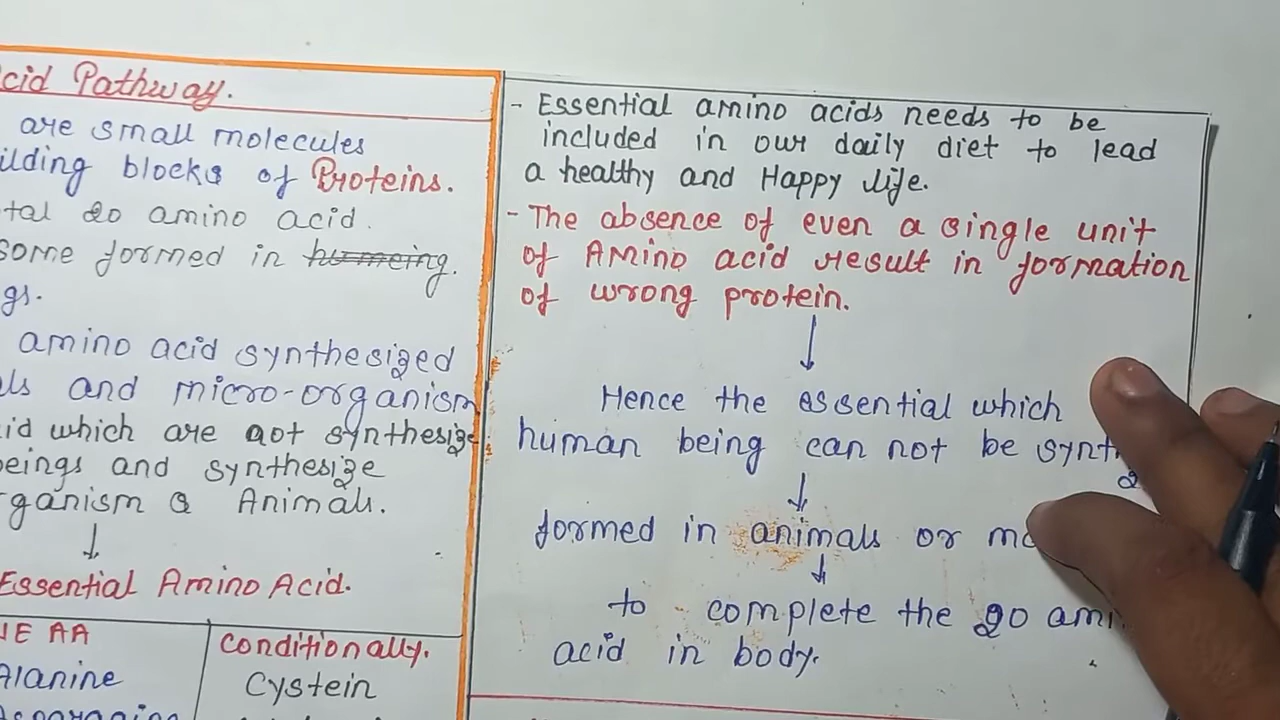 cid Pathway.
are small molecules
ilding blocks of Proteins.
tal 20 amino acid.
some formed in humeing.
gs.
amino acid synthesized
ls and micro-organism
id which are not synthesize
eings and synthesize
rganism & Animals.
↓
Essential Amino Acid.
NE AA
Conditionally.
Alanine
Cystein
- Essential amino acids needs to be
included in our daily diet to lead
a healthy and Happy life.
- The absence of even a single unit
of Amino acid result in formation
of wrong protein.
↓
Hence the essential which
human being can not be synt
↓
formed in animals or
↓
to - complete the 20 ami
acid in body.